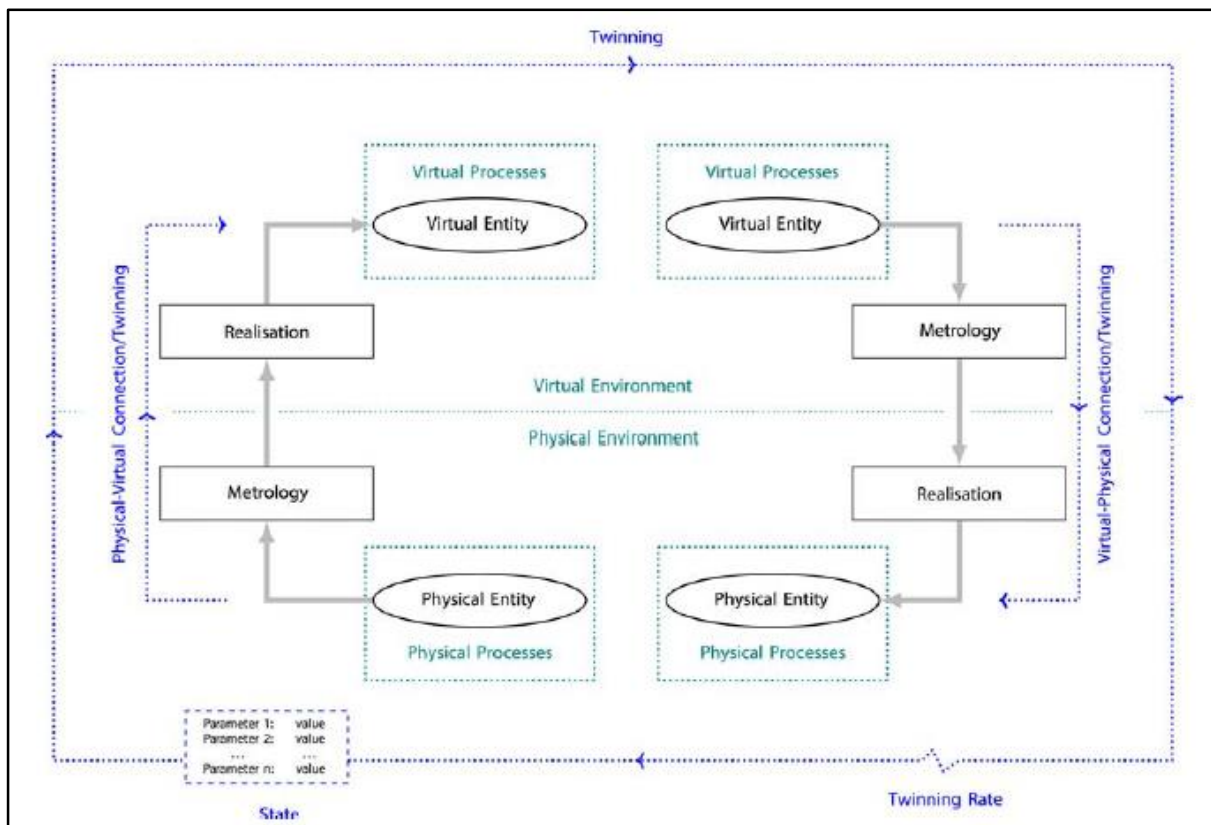 Twinning
Virtual Processes
Virtual Processes
Virtual Entity
Virtual Entity
Physical-Virtual Connection/Twinning
Realisation
Metrology
Virtual-Physical Connection/Twinning
Virtual Environment
Physical Environment
Metrology
Realisation
Physical Entity
Physical Entity
Physical Processes
Physical Processes
Parameter 1: value
Parameter 2: value
... ...
Parameter n: value
State
Twinning Rate